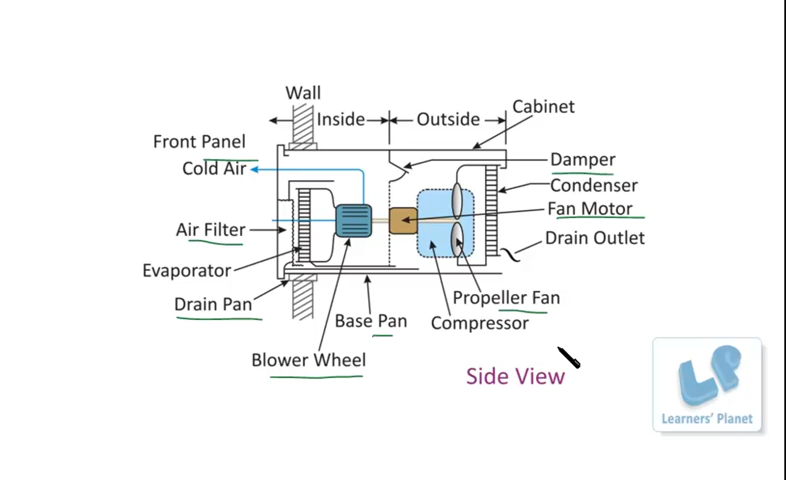 Wall
Cabinet
Inside
Outside
Front Panel
Damper
Cold Air
Condenser
Fan Motor
Air Filter
Drain Outlet
Evaporator
Drain Pan
Propeller Fan
Base Pan
Compressor
Blower Wheel
Side View
LP
Learners' Planet